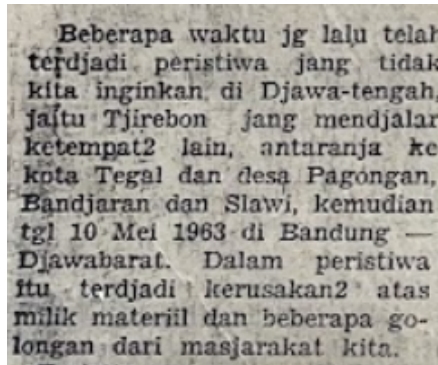 Beberapa waktu jg lalu telah
terdjadi peristiwa jang tidak
kita inginkan di Djawa-tengah,
jaitu Tjirebon jang mendjalar
ketempat2 lain, antaranja ke
kota Tegal dan desa Pagongan,
Bandjaran dan Slawi, kemudian
tgl 10 Mei 1963 di Bandung —
Djawabarat. Dalam peristiwa
itu terdjadi kerusakan2 atas
milik materiil dan beberapa go-
longan dari masjarakat kita.